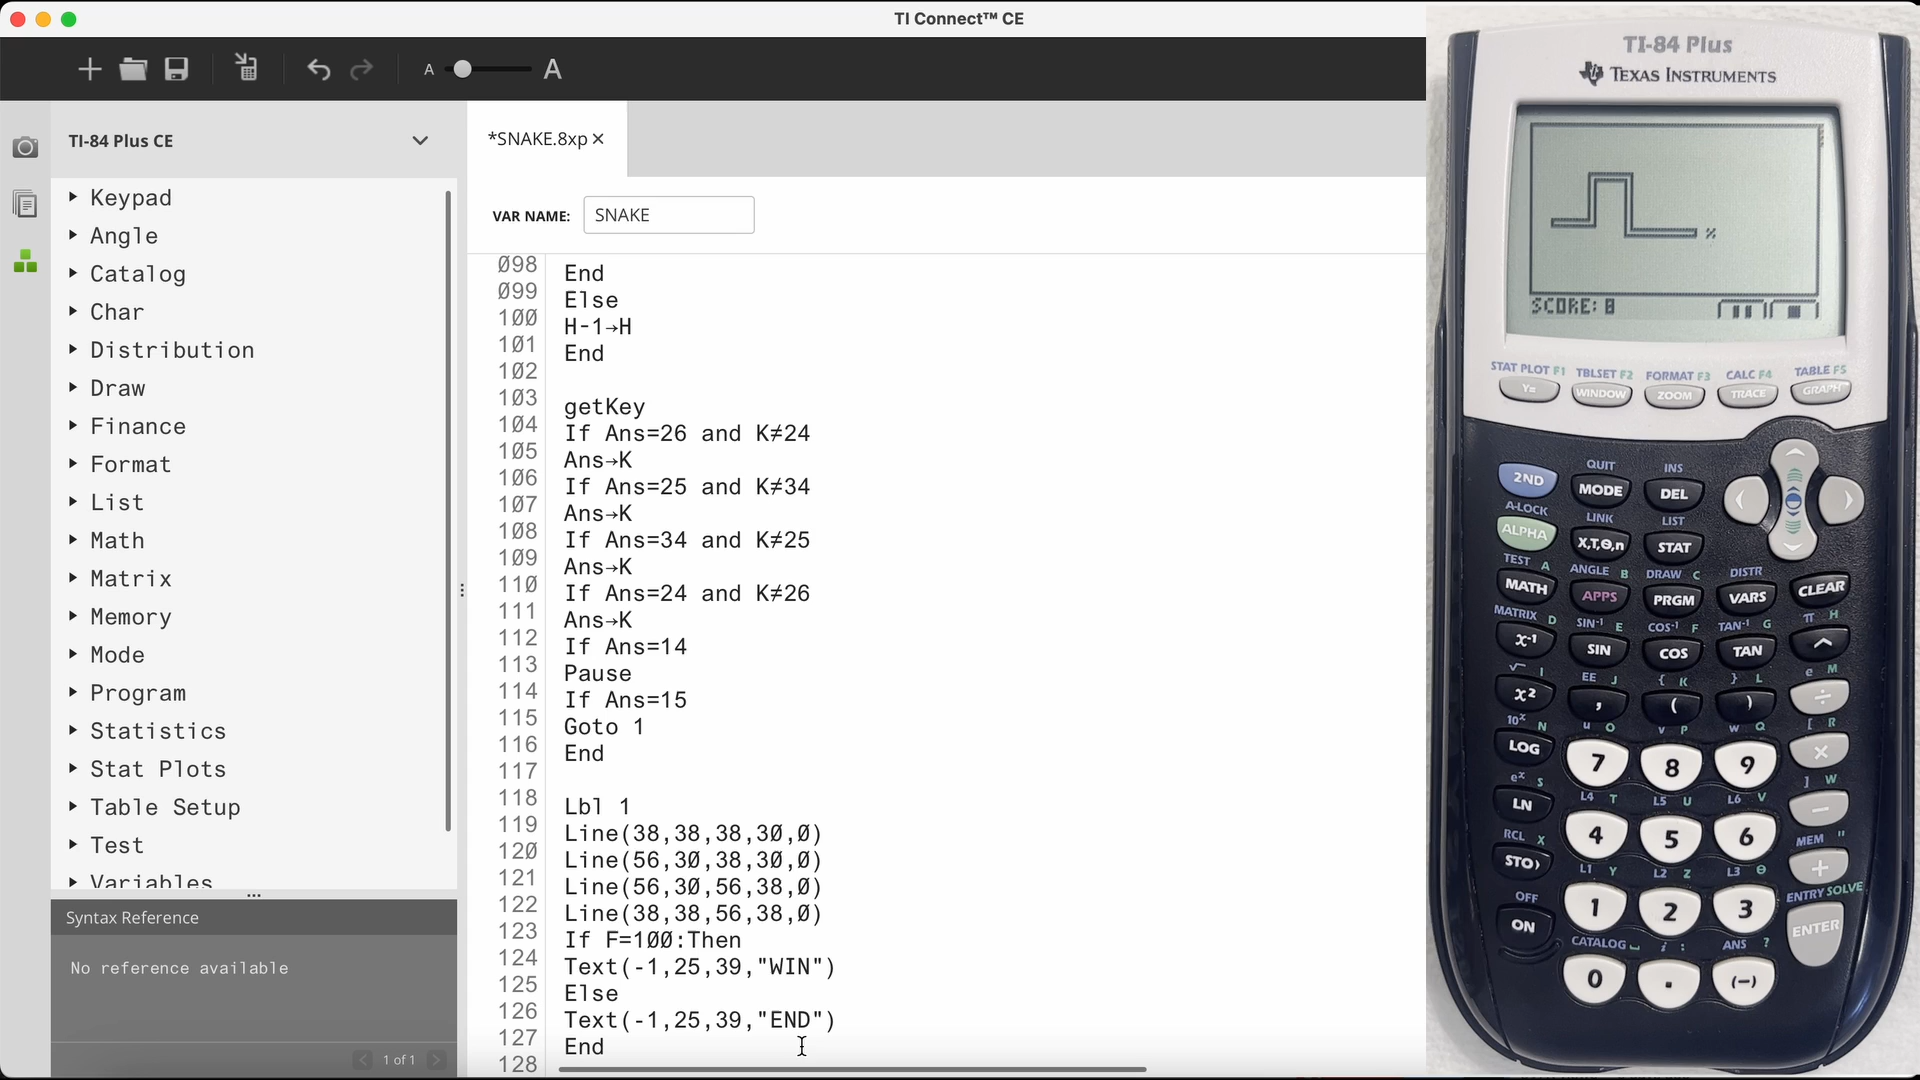 TI Connect™ CE
A A
TI-84 Plus CE
Keypad
Angle
Catalog
Char
Distribution
Draw
Finance
Format
List
Math
Matrix
Memory
Mode
Program
Statistics
Stat Plots
Table Setup
Test
Variables
Syntax Reference
No reference available
1 of 1
*SNAKE.8xp
VAR NAME: SNAKE
098 End
099 Else
100 H-1→H
101 End
102
103 getKey
104 If Ans=26 and K≠24
105 Ans→K
106 If Ans=25 and K≠34
107 Ans→K
108 If Ans=34 and K≠25
109 Ans→K
110 If Ans=24 and K≠26
111 Ans→K
112 If Ans=14
113 Pause
114 If Ans=15
115 Goto 1
116 End
117
118 Lbl 1
119 Line(38,38,38,30,0)
120 Line(56,30,38,30,0)
121 Line(56,30,56,38,0)
122 Line(38,38,56,38,0)
123 If F=100:Then
124 Text(-1,25,39,"WIN")
125 Else
126 Text(-1,25,39,"END")
127 End
128
TI-84 Plus
TEXAS INSTRUMENTS
SCORE: 8
STAT PLOT F1 TBLSET F2 FORMAT F3 CALC F4 TABLE F5
Y= WINDOW ZOOM TRACE GRAPH
QUIT INS
2ND MODE DEL
A-LOCK LINK LIST
ALPHA X,T,Θ,n STAT
TEST A ANGLE B DRAW C DISTR
MATH APPS PRGM VARS CLEAR
MATRIX D SIN⁻¹ E COS⁻¹ F TAN⁻¹ G π H
x⁻¹ SIN COS TAN ^
√ I EE J { K } L e M
x² , ( ) ÷
10ˣ N u O v P w Q [ R
LOG 7 8 9 ×
eˣ S L4 T L5 U L6 V ] W
LN 4 5 6 −
RCL X L1 Y L2 Z L3 θ MEM "
STO› 1 2 3 +
OFF CATALOG ⎵ i : ANS ? ENTRY SOLVE
ON 0 . (−) ENTER